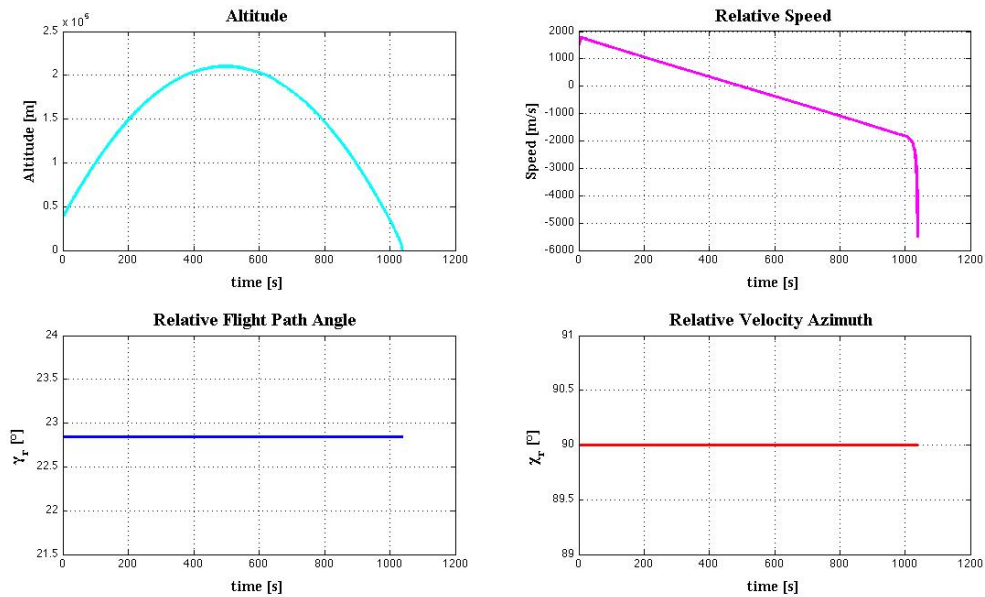 Altitude
x 10^6
2.5
2
1.5
1
0.5
0
Altitude [m]
0 200 400 600 800 1000 1200
time [s]
Relative Speed
2000
1000
0
-1000
-2000
-3000
-4000
-5000
-6000
Speed [m/s]
0 200 400 600 800 1000 1200
time [s]
Relative Flight Path Angle
24
23.5
23
22.5
22
21.5
γr [°]
0 200 400 600 800 1000 1200
time [s]
Relative Velocity Azimuth
91
90.5
90
89.5
89
χr [°]
0 200 400 600 800 1000 1200
time [s]